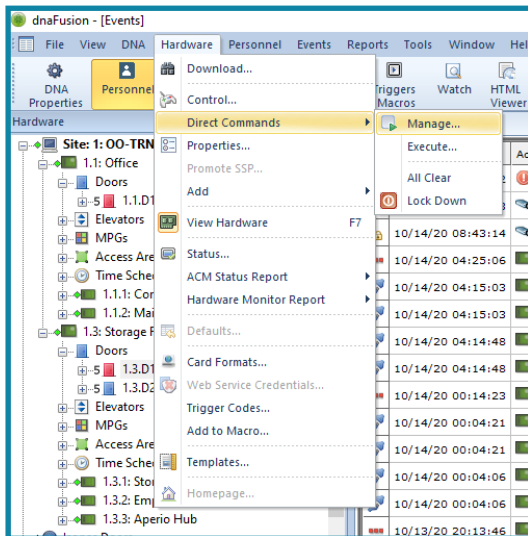 dnaFusion - [Events]
File View DNA Hardware Personnel Events Reports Tools Window Hel
DNA Properties
Personnel
riggers Macros
Watch
HTML Viewer
Hardware
Site: 1: OO-TRN
1.1: Office
Doors
5 1.1.D1
Elevators
MPGs
Access Are
Time Sched
1.1.1: Cor
1.1.2: Mai
1.3: Storage F
Doors
5 1.3.D1
5 1.3.D2
Elevators
MPGs
Access Are
Time Sched
1.3.1: Stor
1.3.2: Emp
1.3.3: Aperio Hub
Download...
Control...
Direct Commands
Properties...
Promote SSP...
Add
View Hardware F7
Status...
ACM Status Report
Hardware Monitor Report
Defaults...
Card Formats...
Web Service Credentials...
Trigger Codes...
Add to Macro...
Templates...
Homepage...
Manage...
Execute...
All Clear
Lock Down
Ac
10/14/20 08:43:14
10/14/20 04:25:06
10/14/20 04:15:03
10/14/20 04:15:03
10/14/20 04:14:48
10/14/20 04:14:48
10/14/20 00:14:23
10/14/20 00:04:21
10/14/20 00:04:21
10/14/20 00:04:06
10/14/20 00:04:06
10/13/20 20:13:46